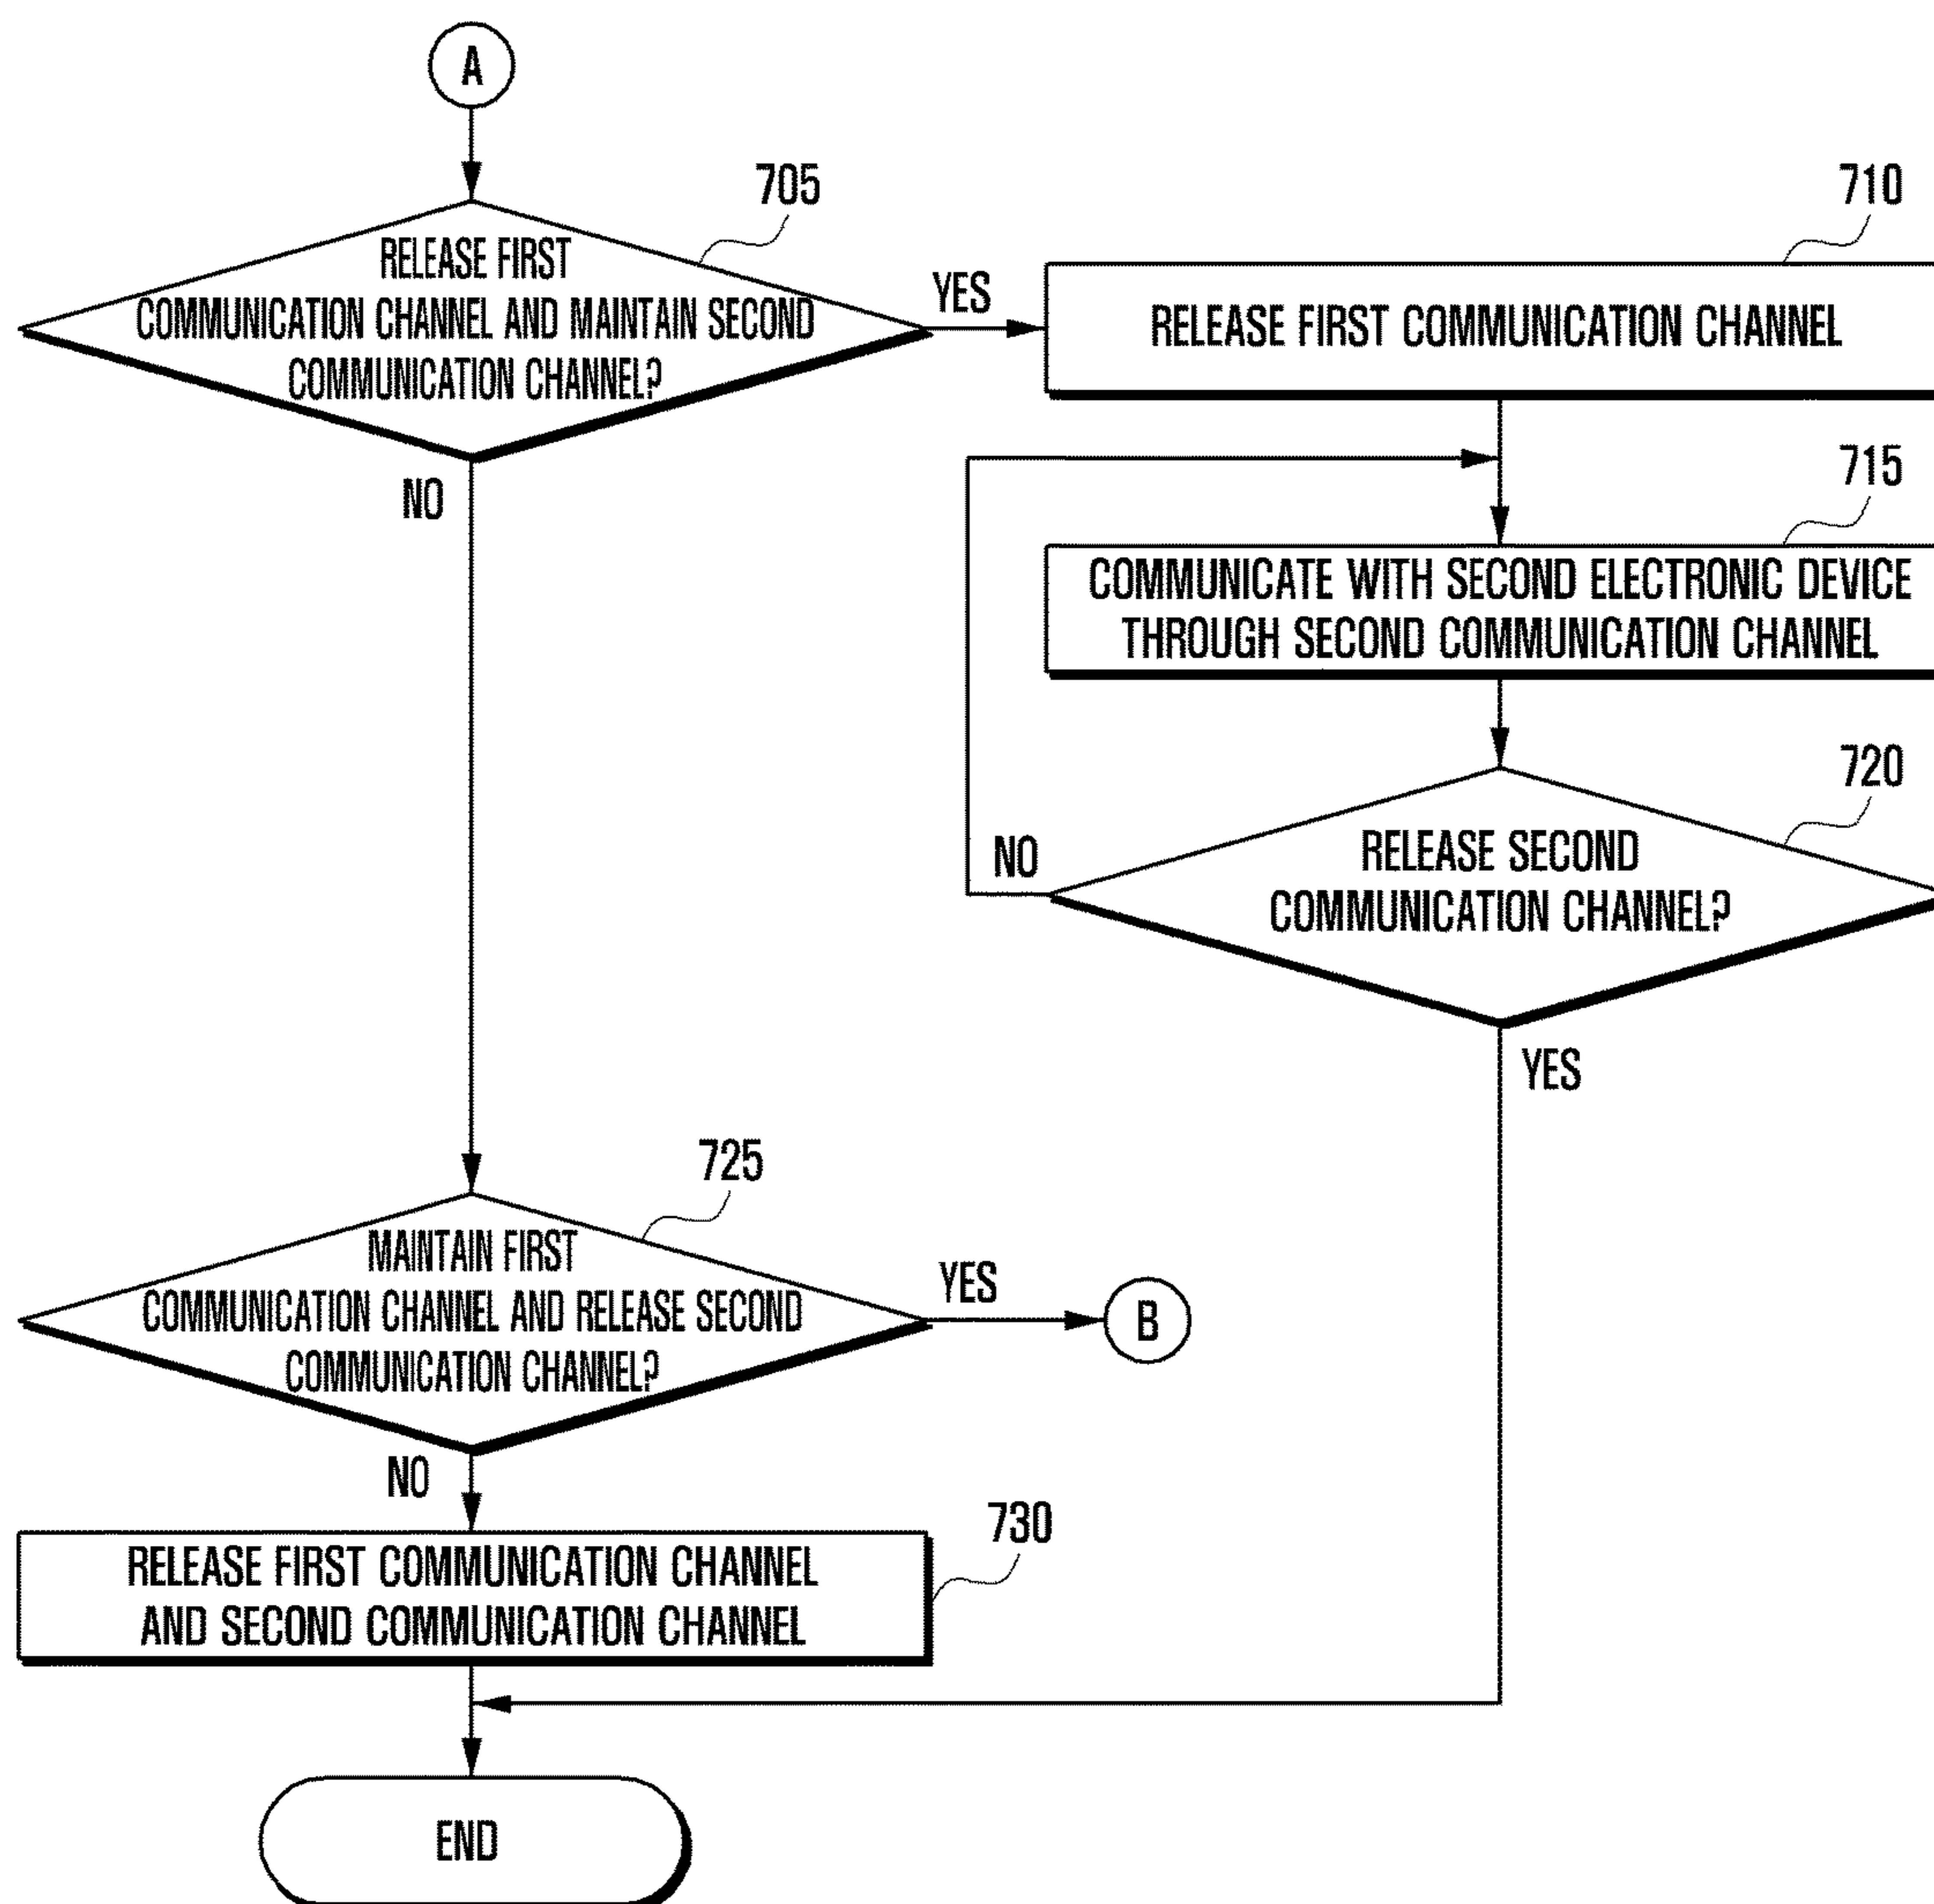 A
705
RELEASE FIRST
COMMUNICATION CHANNEL AND MAINTAIN SECOND
COMMUNICATION CHANNEL?
YES
NO
710
RELEASE FIRST COMMUNICATION CHANNEL
715
COMMUNICATE WITH SECOND ELECTRONIC DEVICE
THROUGH SECOND COMMUNICATION CHANNEL
720
RELEASE SECOND
COMMUNICATION CHANNEL?
NO
YES
725
MAINTAIN FIRST
COMMUNICATION CHANNEL AND RELEASE SECOND
COMMUNICATION CHANNEL?
YES
B
NO
730
RELEASE FIRST COMMUNICATION CHANNEL
AND SECOND COMMUNICATION CHANNEL
END